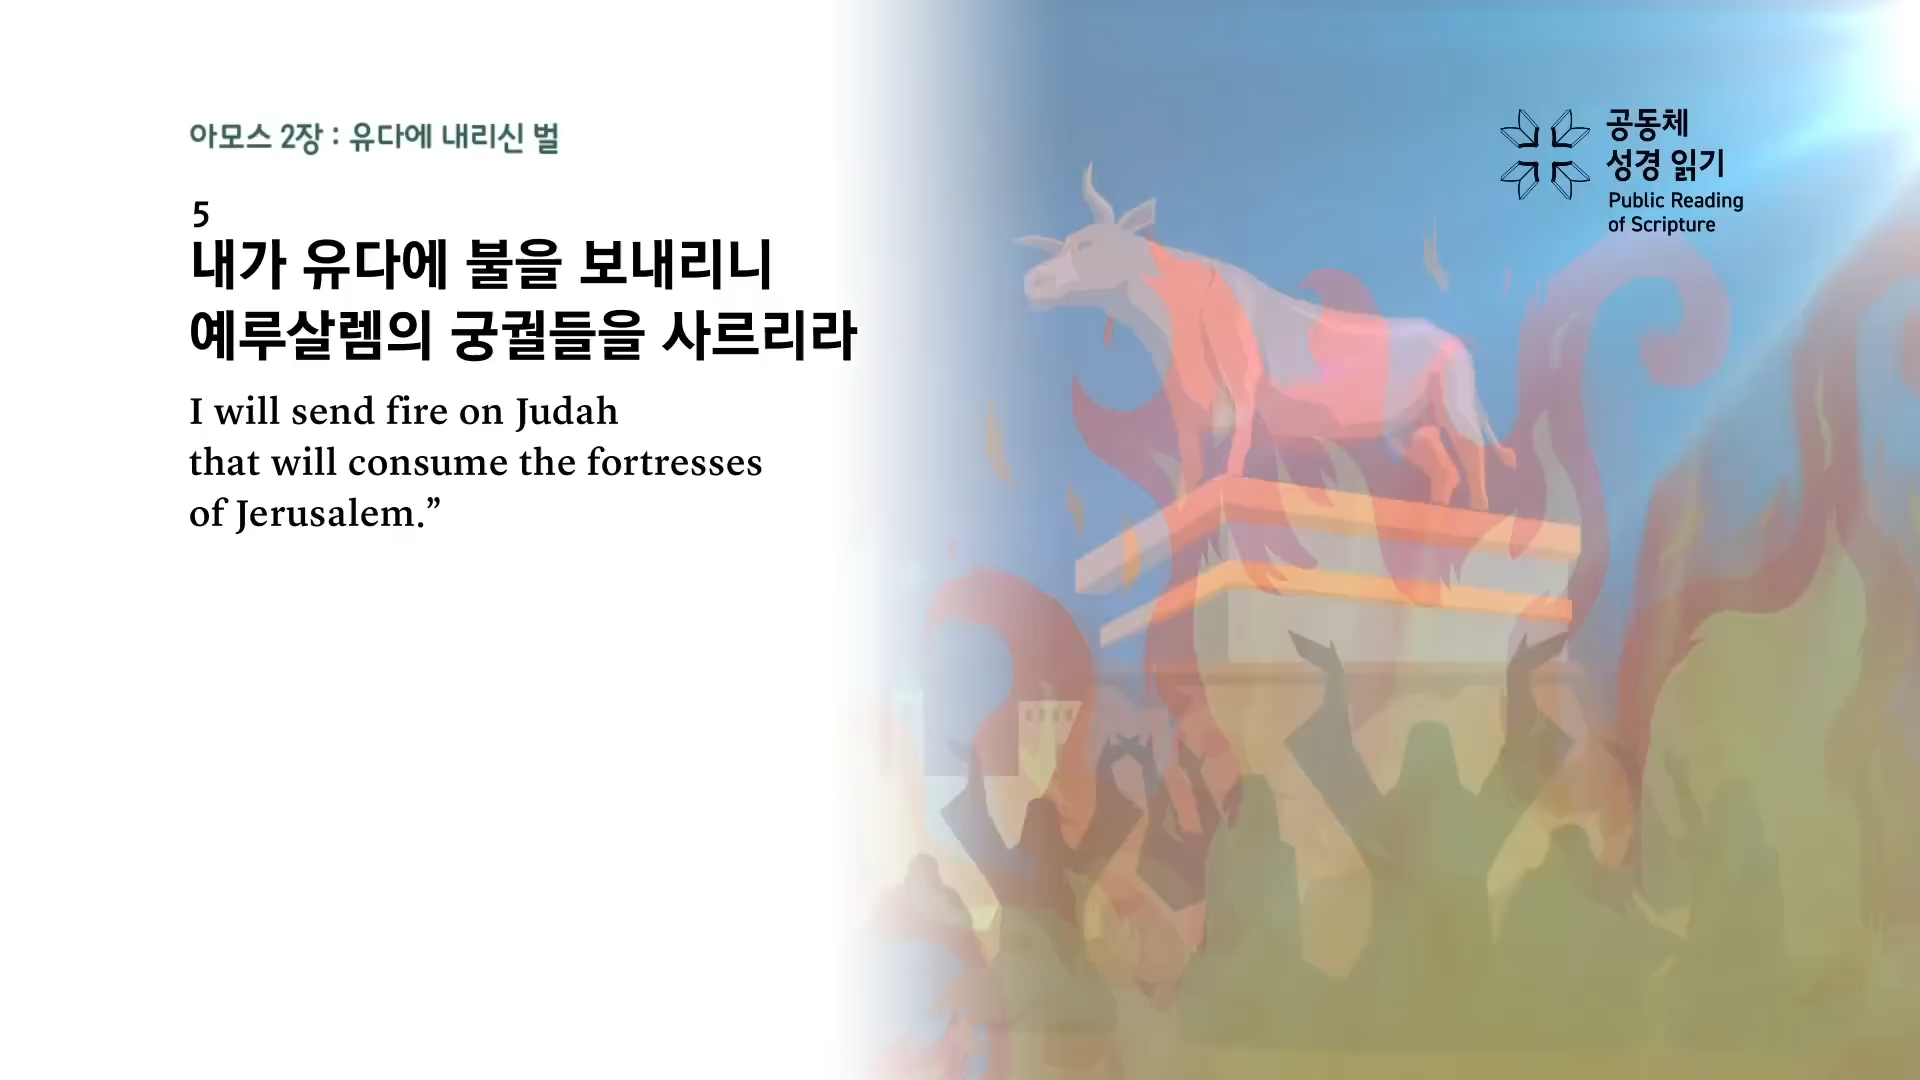 아모스 2장 : 유다에 내리신 벌
5
내가 유다에 불을 보내리니
예루살렘의 궁궐들을 사르리라
I will send fire on Judah
that will consume the fortresses
of Jerusalem.”
공동체
성경 읽기
Public Reading
of Scripture